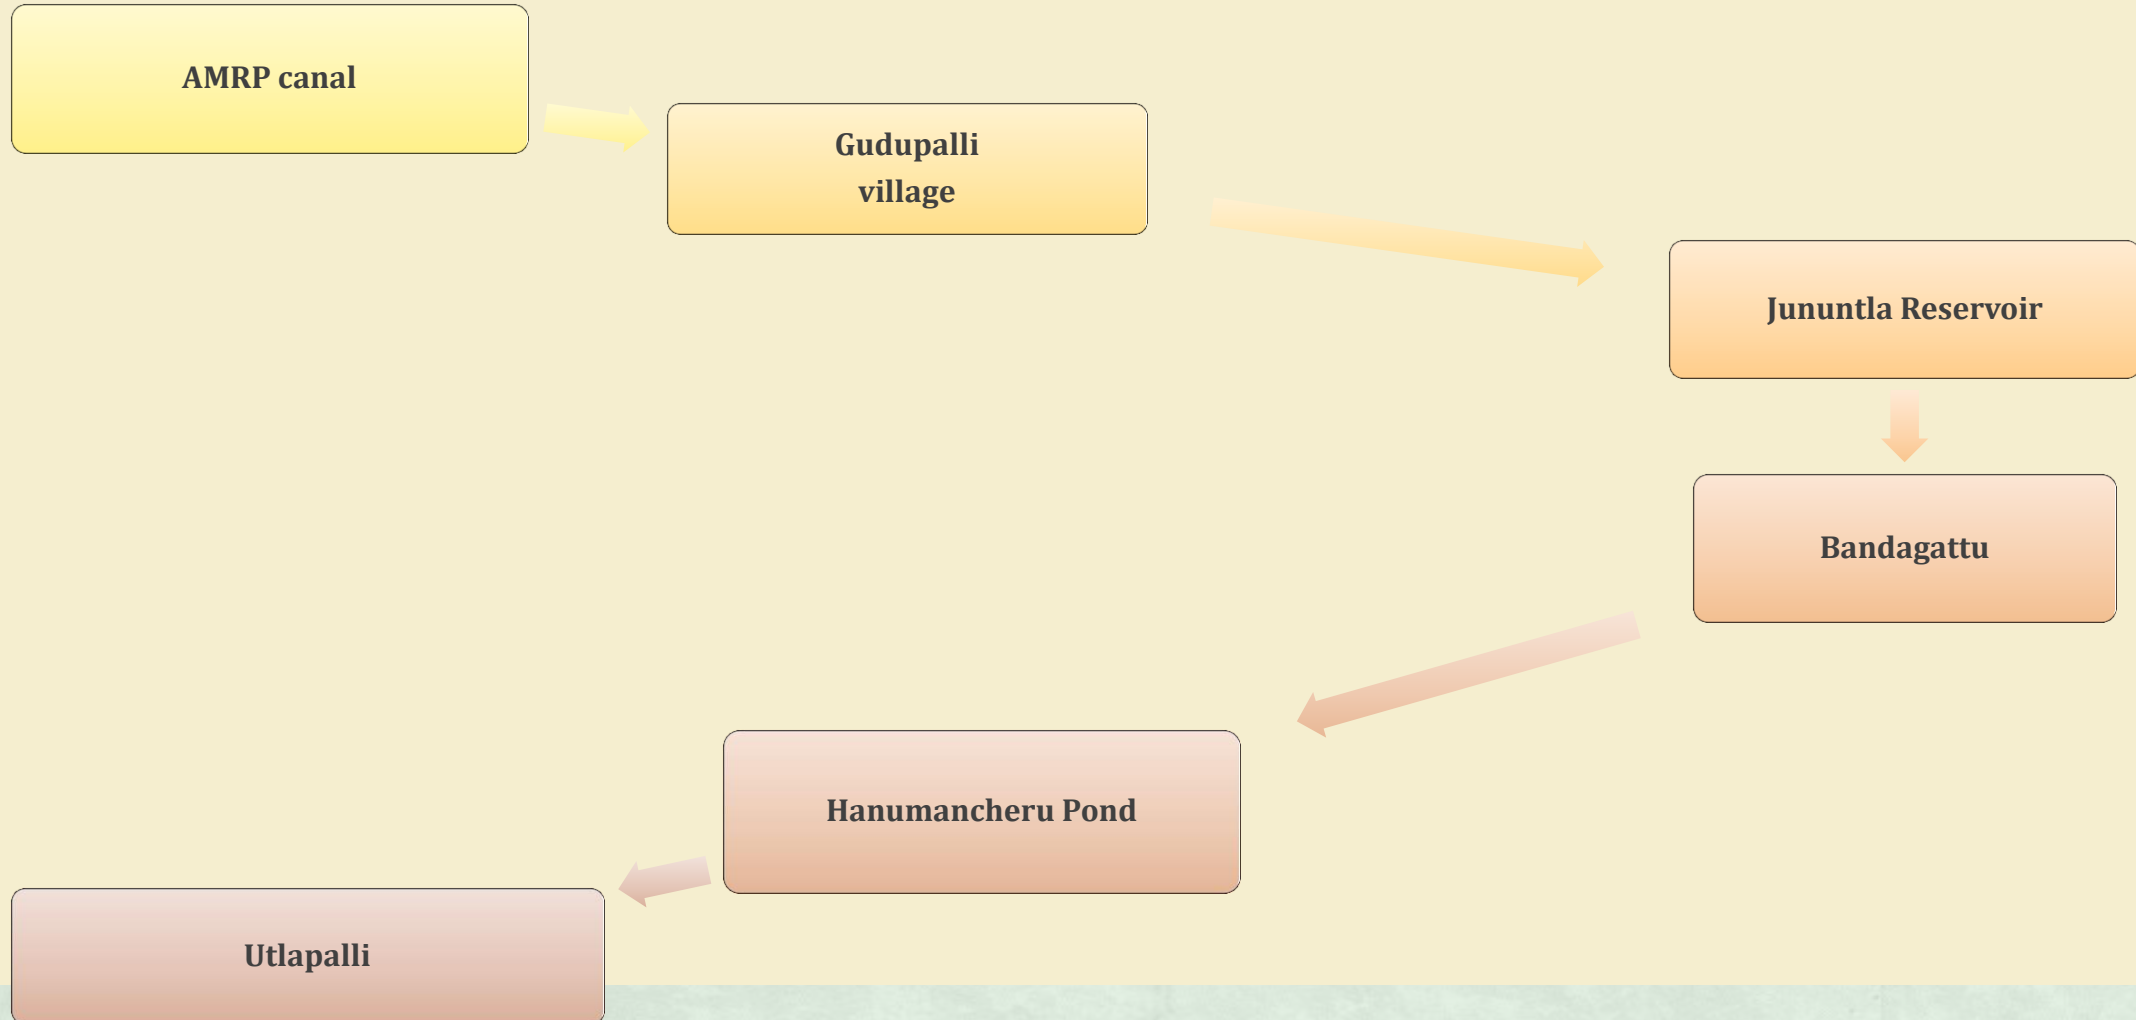 AMRP canal
Gudupalli
village
Jununtla Reservoir
Bandagattu
Hanumancheru Pond
Utlapalli